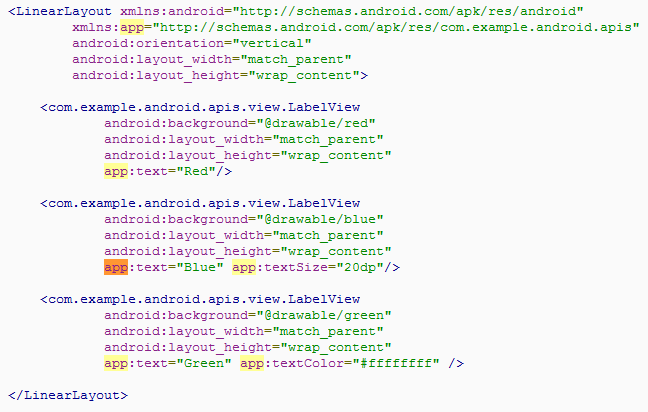 <LinearLayout xmlns:android="http://schemas.android.com/apk/res/android"
        xmlns:app="http://schemas.android.com/apk/res/com.example.android.apis"
        android:orientation="vertical"
        android:layout_width="match_parent"
        android:layout_height="wrap_content">

    <com.example.android.apis.view.LabelView
            android:background="@drawable/red"
            android:layout_width="match_parent"
            android:layout_height="wrap_content"
            app:text="Red"/>

    <com.example.android.apis.view.LabelView
            android:background="@drawable/blue"
            android:layout_width="match_parent"
            android:layout_height="wrap_content"
            app:text="Blue" app:textSize="20dp"/>

    <com.example.android.apis.view.LabelView
            android:background="@drawable/green"
            android:layout_width="match_parent"
            android:layout_height="wrap_content"
            app:text="Green" app:textColor="#ffffffff" />

</LinearLayout>